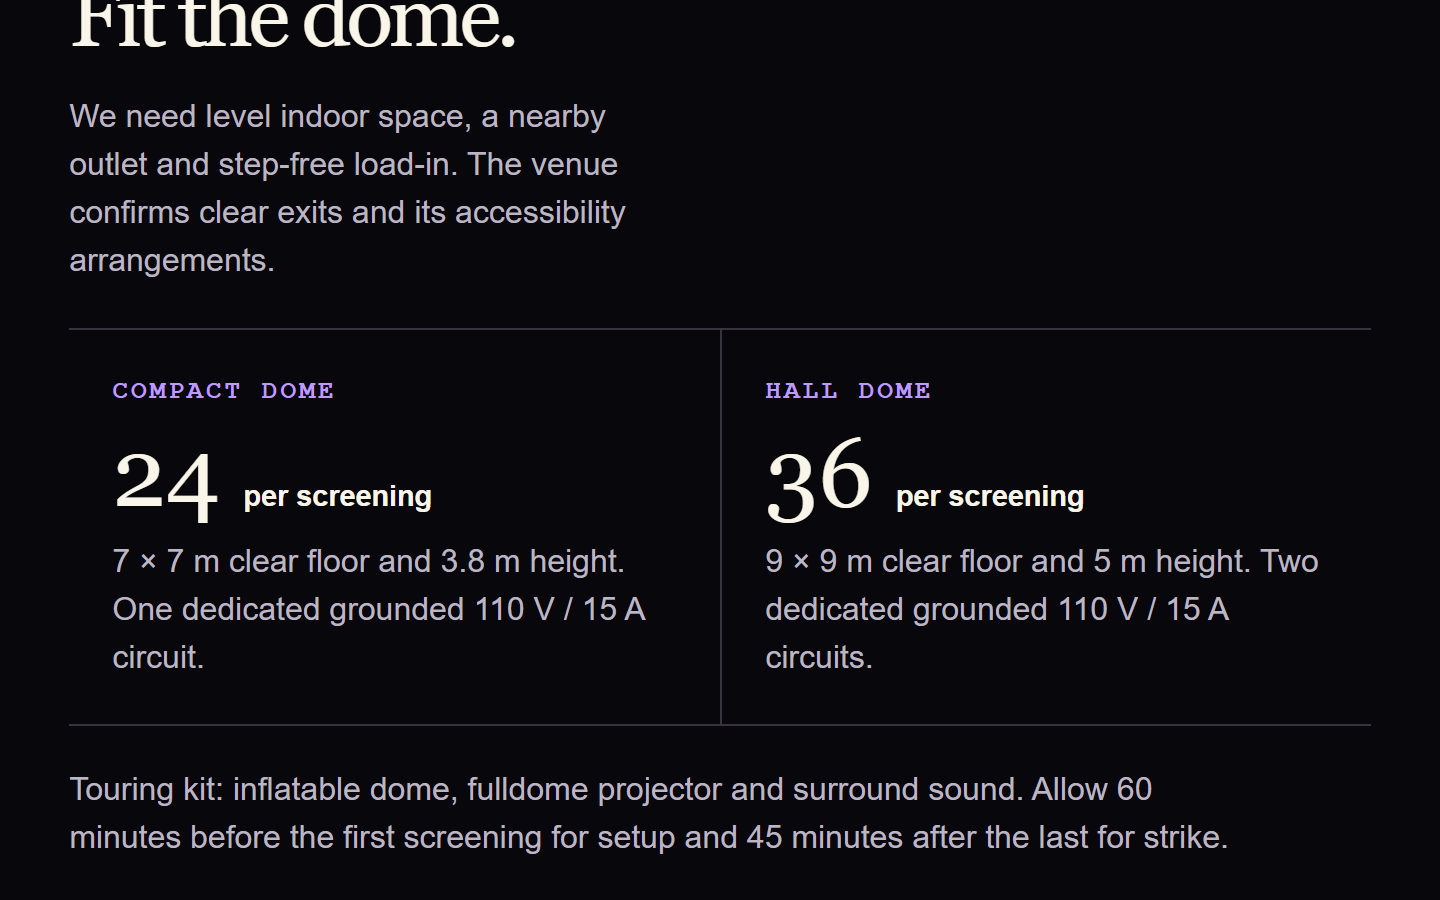 Fit the dome.
We need level indoor space, a nearby
outlet and step-free load-in. The venue
confirms clear exits and its accessibility
arrangements.
COMPACT DOME
24 per screening
7 × 7 m clear floor and 3.8 m height.
One dedicated grounded 110 V / 15 A
circuit.
HALL DOME
36 per screening
9 × 9 m clear floor and 5 m height. Two
dedicated grounded 110 V / 15 A
circuits.
Touring kit: inflatable dome, fulldome projector and surround sound. Allow 60
minutes before the first screening for setup and 45 minutes after the last for strike.